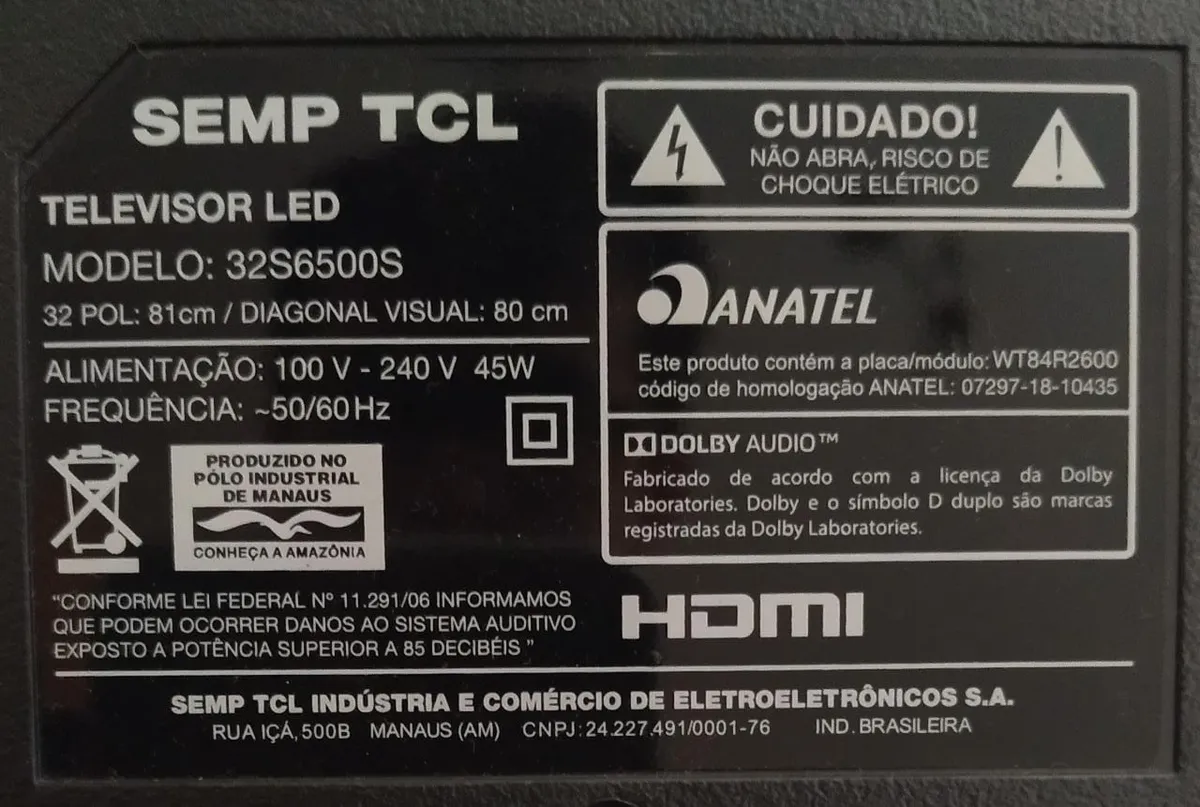 SEMP TCL
TELEVISOR LED
MODELO: 32S6500S
32 POL: 81cm / DIAGONAL VISUAL: 80 cm
ALIMENTAÇÃO: 100 V - 240 V 45W
FREQUÊNCIA: ~50/60Hz
PRODUZIDO NO
PÓLO INDUSTRIAL
DE MANAUS
CONHEÇA A AMAZÔNIA
"CONFORME LEI FEDERAL Nº 11.291/06 INFORMAMOS
QUE PODEM OCORRER DANOS AO SISTEMA AUDITIVO
EXPOSTO A POTÊNCIA SUPERIOR A 85 DECIBÉIS "
CUIDADO!
NÃO ABRA, RISCO DE
CHOQUE ELÉTRICO
ANATEL
Este produto contém a placa/módulo: WT84R2600
código de homologação ANATEL: 07297-18-10435
DOLBY AUDIO™
Fabricado de acordo com a licença da Dolby
Laboratories. Dolby e o símbolo D duplo são marcas
registradas da Dolby Laboratories.
HDMI
SEMP TCL INDÚSTRIA E COMÉRCIO DE ELETROELETRÔNICOS S.A.
RUA IÇÁ, 500B MANAUS (AM) CNPJ: 24.227.491/0001-76 IND. BRASILEIRA